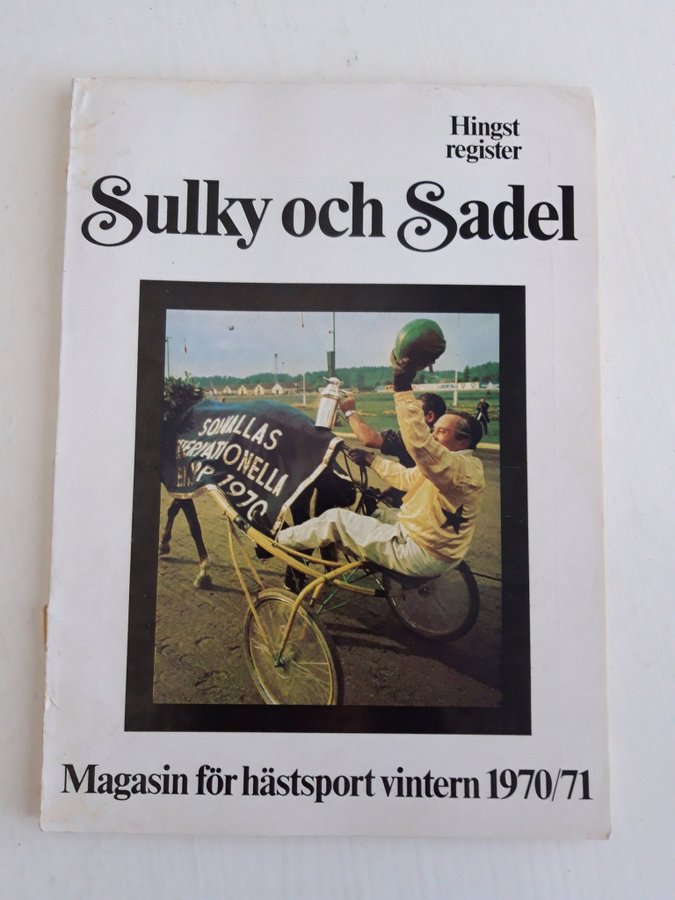 Hingst
register
Sulky och Sadel
SOLVALLAS
INTERNATIONELLA
1970
Magasin för hästsport vintern 1970/71